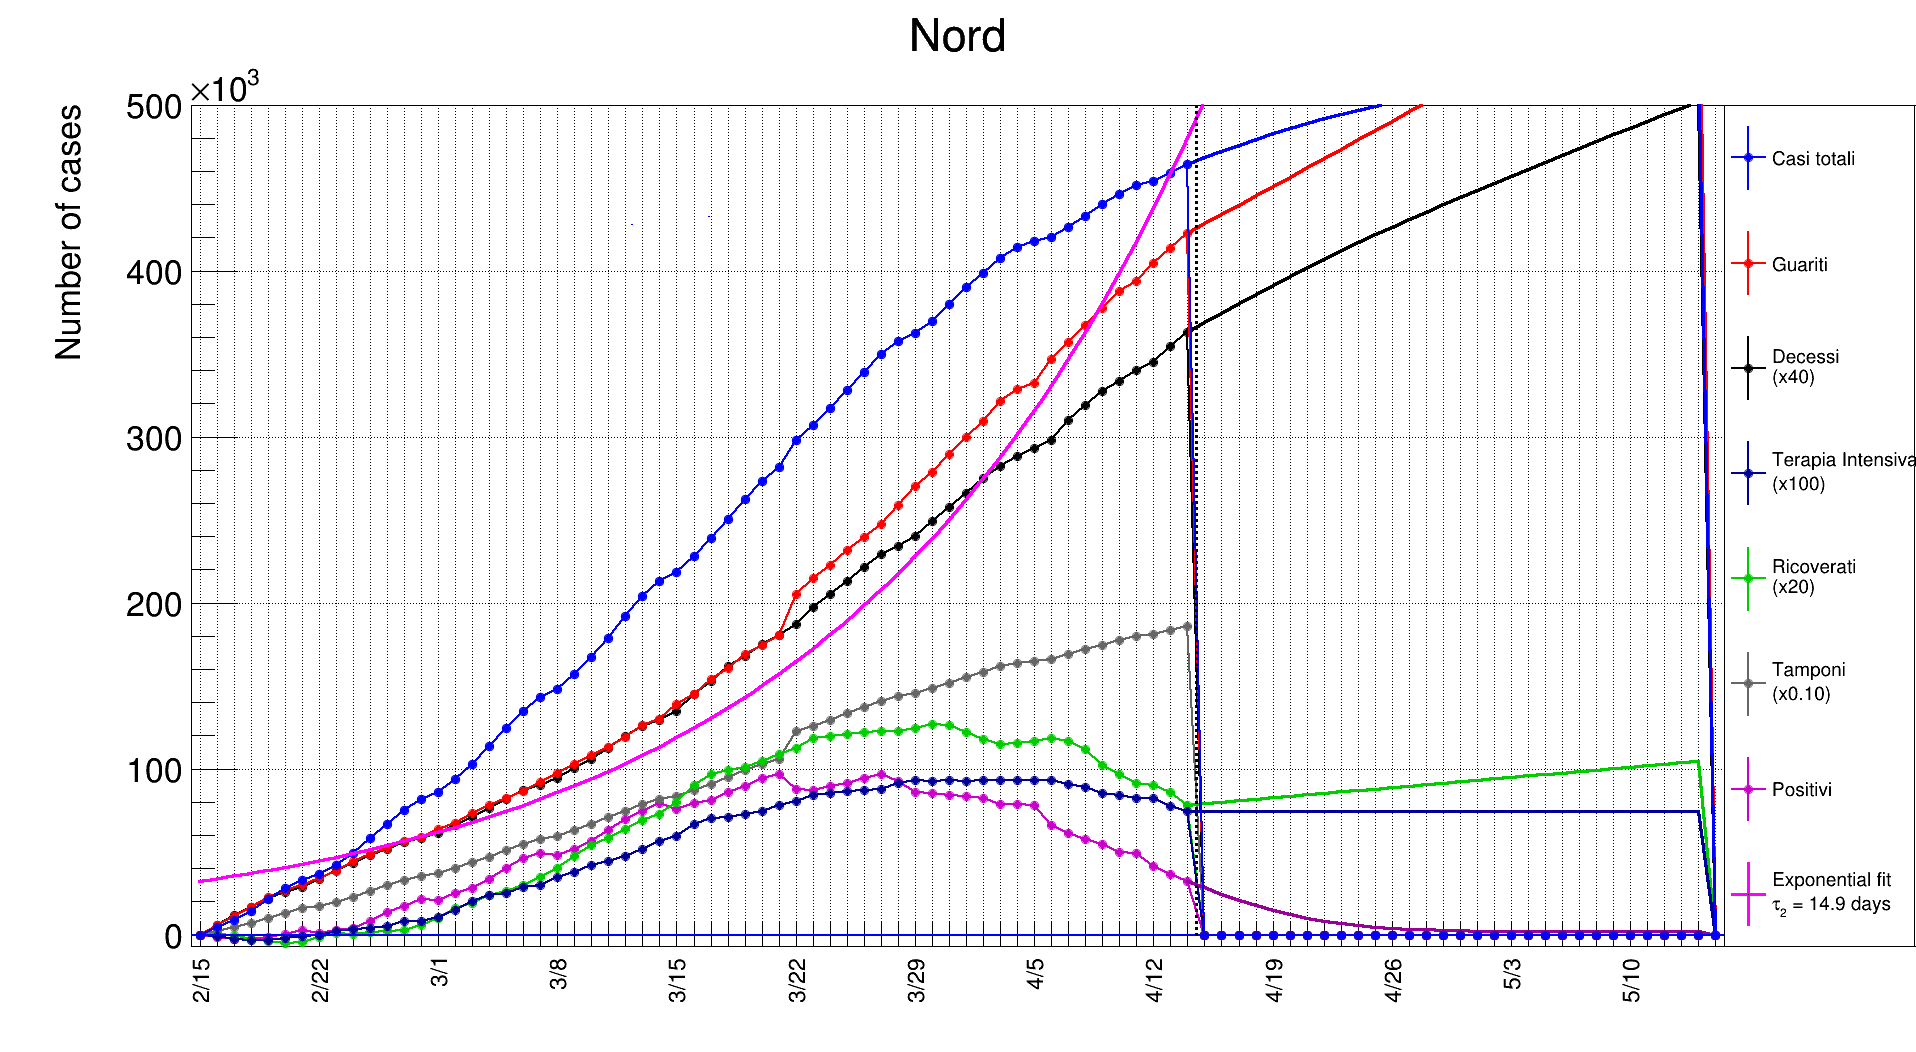 Nord
×10³
Number of cases
500
400
300
200
100
0
2/15
2/22
3/1
3/8
3/15
3/22
3/29
4/5
4/12
4/19
4/26
5/3
5/10
Casi totali
Guariti
Decessi
(x40)
Terapia Intensiva
(x100)
Ricoverati
(x20)
Tamponi
(x0.10)
Positivi
Exponential fit
τ₂ = 14.9 days